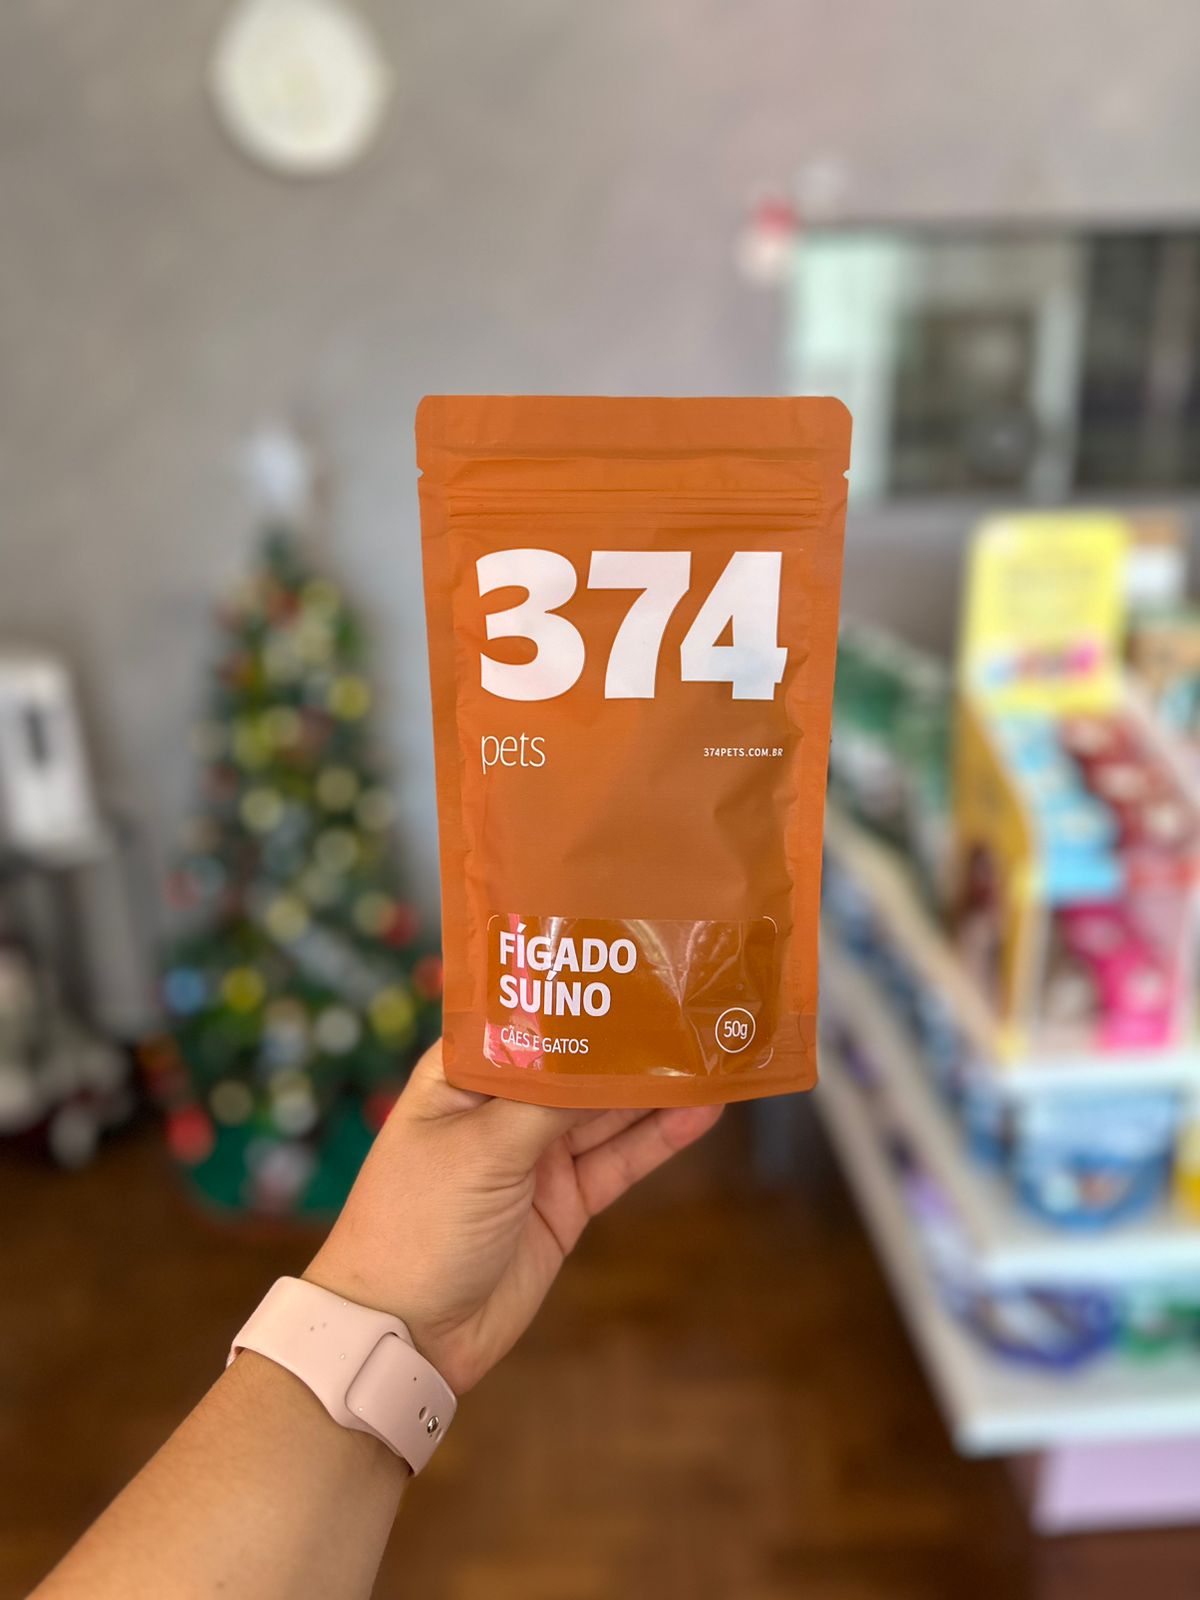 374
pets
374PETS.COM.BR
FÍGADO
SUÍNO
CÃES E GATOS
50g